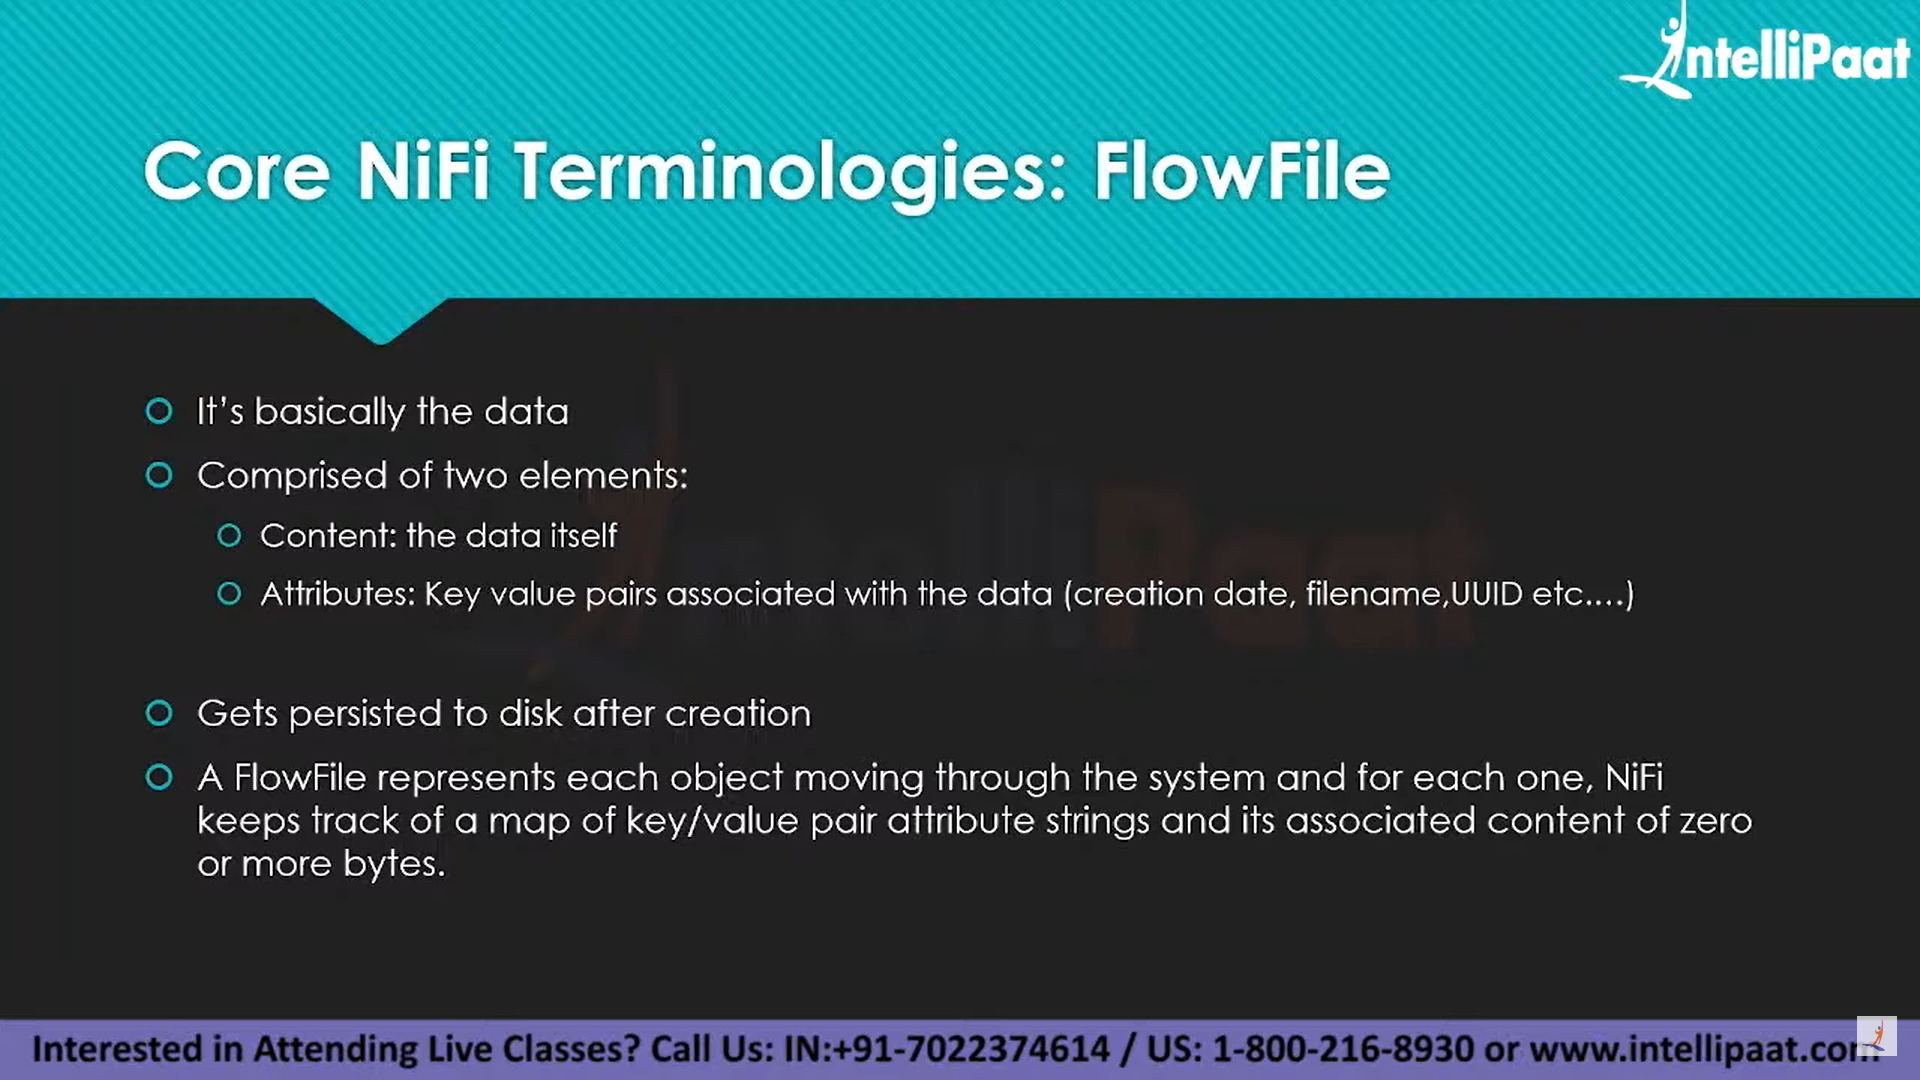 IntelliPaat
Core NiFi Terminologies: FlowFile
It's basically the data
Comprised of two elements:
Content: the data itself
Attributes: Key value pairs associated with the data (creation date, filename,UUID etc....)
Gets persisted to disk after creation
A FlowFile represents each object moving through the system and for each one, NiFi
keeps track of a map of key/value pair attribute strings and its associated content of zero
or more bytes.
Interested in Attending Live Classes? Call Us: IN:+91-7022374614 / US: 1-800-216-8930 or www.intellipaat.com